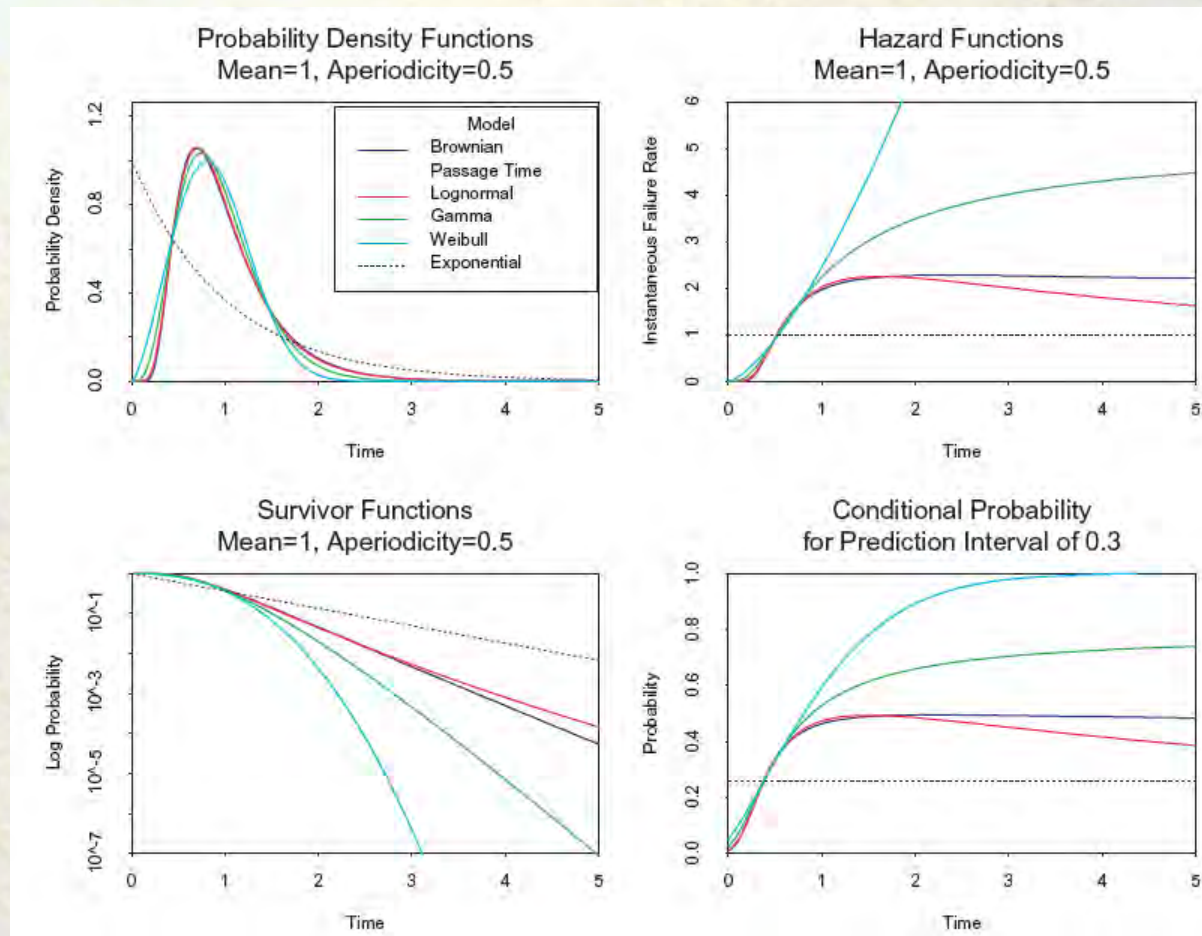 Probability Density Functions
Mean=1, Aperiodicity=0.5
Probability Density
0.0 0.4 0.8 1.2
Model
Brownian
Passage Time
Lognormal
Gamma
Weibull
Exponential
0 1 2 3 4 5
Time
Hazard Functions
Mean=1, Aperiodicity=0.5
Instantaneous Failure Rate
0 1 2 3 4 5 6
0 1 2 3 4 5
Time
Survivor Functions
Mean=1, Aperiodicity=0.5
Log Probability
10^-7 10^-5 10^-3 10^-1
0 1 2 3 4 5
Time
Conditional Probability
for Prediction Interval of 0.3
Probability
0.0 0.2 0.4 0.6 0.8 1.0
0 1 2 3 4 5
Time